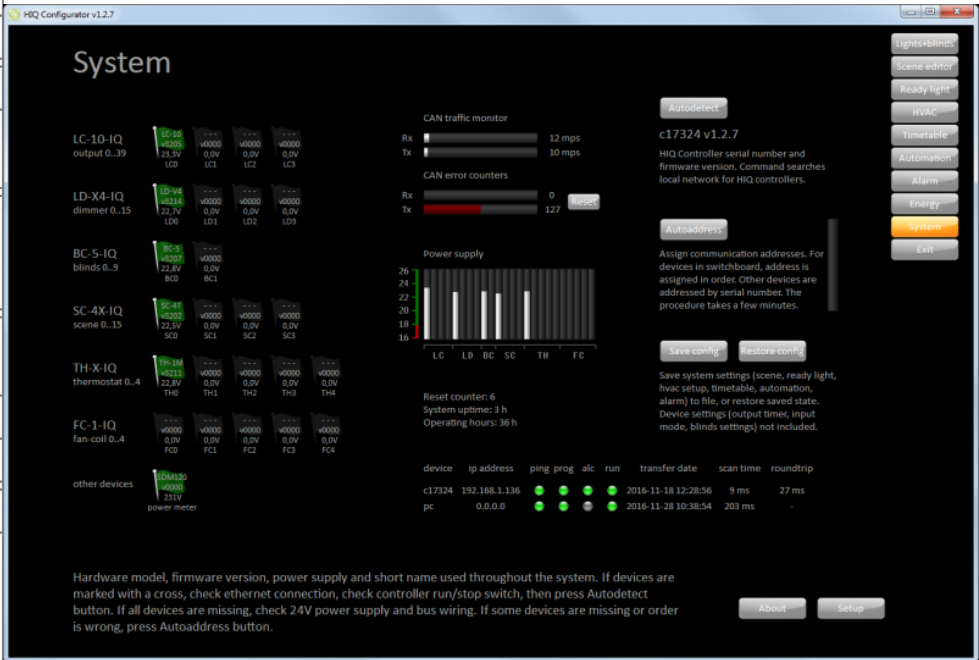 HIQ Configurator v1.2.7
System
LC-10-IQ
output 0..39
LC-10 --- --- ---
v8205 v0000 v0000 v0000
23,3V 0,0V 0,0V 0,0V
LC0 LC1 LC2 LC3
LD-X4-IQ
dimmer 0..15
LD-V4 --- --- ---
v8214 v0000 v0000 v0000
22,7V 0,0V 0,0V 0,0V
LD0 LD1 LD2 LD3
BC-5-IQ
blinds 0..9
BC-5 ---
v8207 v0000
22,8V 0,0V
BC0 BC1
SC-4X-IQ
scene 0..15
SC-4T --- --- ---
v8202 v0000 v0000 v0000
22,5V 0,0V 0,0V 0,0V
SC0 SC1 SC2 SC3
TH-X-IQ
thermostat 0..4
TH-1M --- --- --- ---
v8211 v0000 v0000 v0000 v0000
22,8V 0,0V 0,0V 0,0V 0,0V
TH0 TH1 TH2 TH3 TH4
FC-1-IQ
fan-coil 0..4
--- --- --- --- ---
v0000 v0000 v0000 v0000 v0000
0,0V 0,0V 0,0V 0,0V 0,0V
FC0 FC1 FC2 FC3 FC4
other devices
SDM120
v0000
231V
power meter
CAN traffic monitor
Rx 12 mps
Tx 10 mps
CAN error counters
Rx 0
Tx 127
Reset
Power supply
26
24
22
20
18
16
LC LD BC SC TH FC
Reset counter: 6
System uptime: 3 h
Operating hours: 36 h
Autodetect
c17324 v1.2.7
HIQ Controller serial number and
firmware version. Command searches
local network for HIQ controllers.
Autoaddress
Assign communication addresses. For
devices in switchboard, address is
assigned in order. Other devices are
addressed by serial number. The
procedure takes a few minutes.
Save config Restore config
Save system settings (scene, ready light,
hvac setup, timetable, automation,
alarm) to file, or restore saved state.
Device settings (output timer, input
mode, blinds settings) not included.
device ip address ping prog alc run transfer date scan time roundtrip
c17324 192.168.1.136 2016-11-18 12:28:56 9 ms 27 ms
pc 0.0.0.0 2016-11-28 10:38:54 203 ms -
Lights+blinds
Scene editor
Ready light
HVAC
Timetable
Automation
Alarm
Energy
System
Exit
Hardware model, firmware version, power supply and short name used throughout the system. If devices are
marked with a cross, check ethernet connection, check controller run/stop switch, then press Autodetect
button. If all devices are missing, check 24V power supply and bus wiring. If some devices are missing or order
is wrong, press Autoaddress button.
About Setup